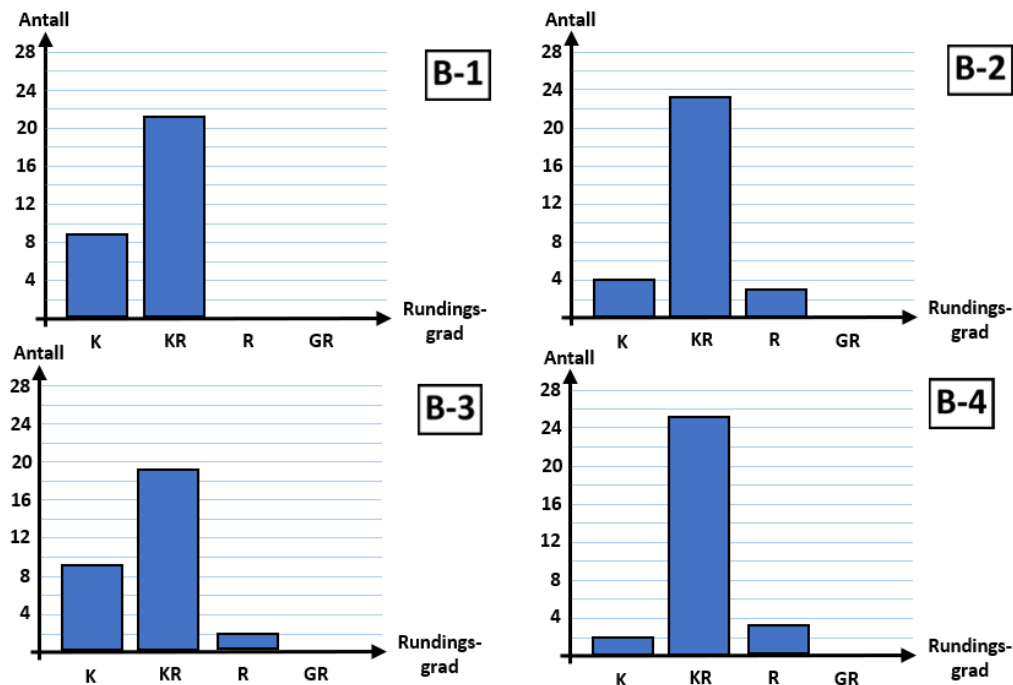 Antall
28
24
20
16
12
8
4
K KR R GR
Rundings-
grad
B-1
Antall
28
24
20
16
12
8
4
K KR R GR
Rundings-
grad
B-2
Antall
28
24
20
16
12
8
4
K KR R GR
Rundings-
grad
B-3
Antall
28
24
20
16
12
8
4
K KR R GR
Rundings-
grad
B-4